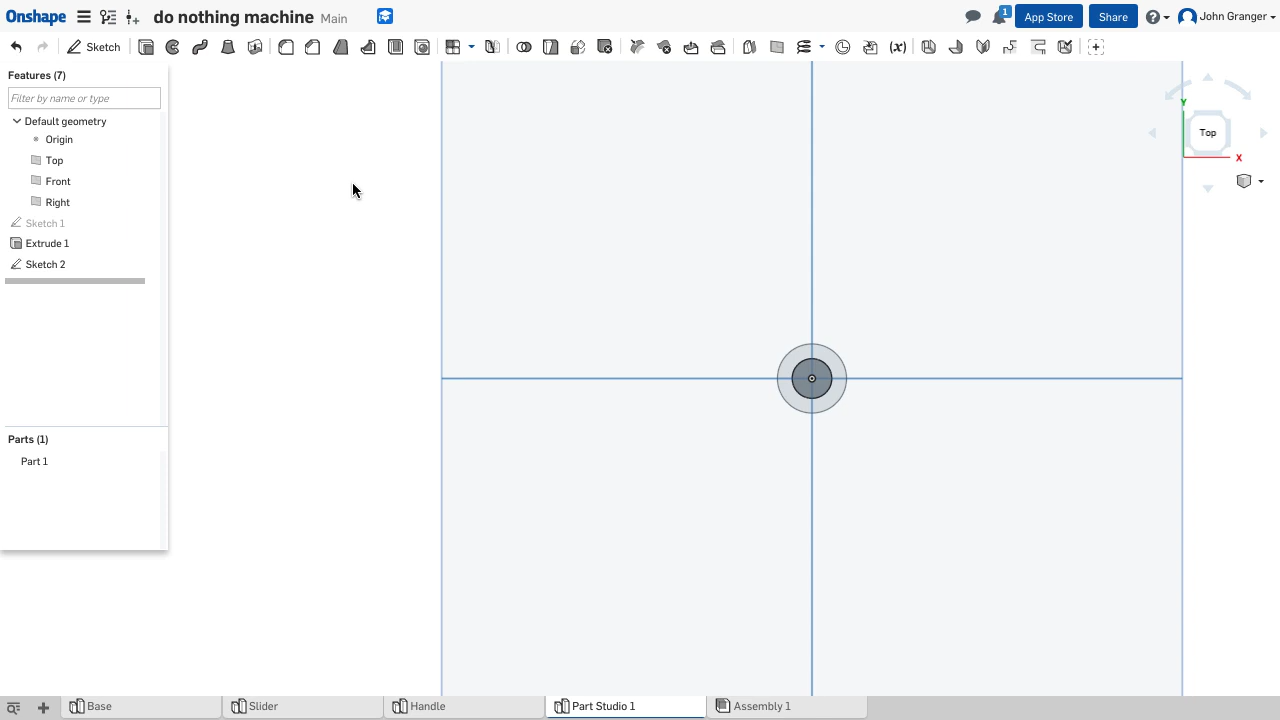 Onshape do nothing machine Main 1 App Store Share John Granger
Sketch (x)
Features (7)
Filter by name or type
Default geometry
Origin
Top
Front
Right
Sketch 1
Extrude 1
Sketch 2
Parts (1)
Part 1
Y
Top
X
Base Slider Handle Part Studio 1 Assembly 1